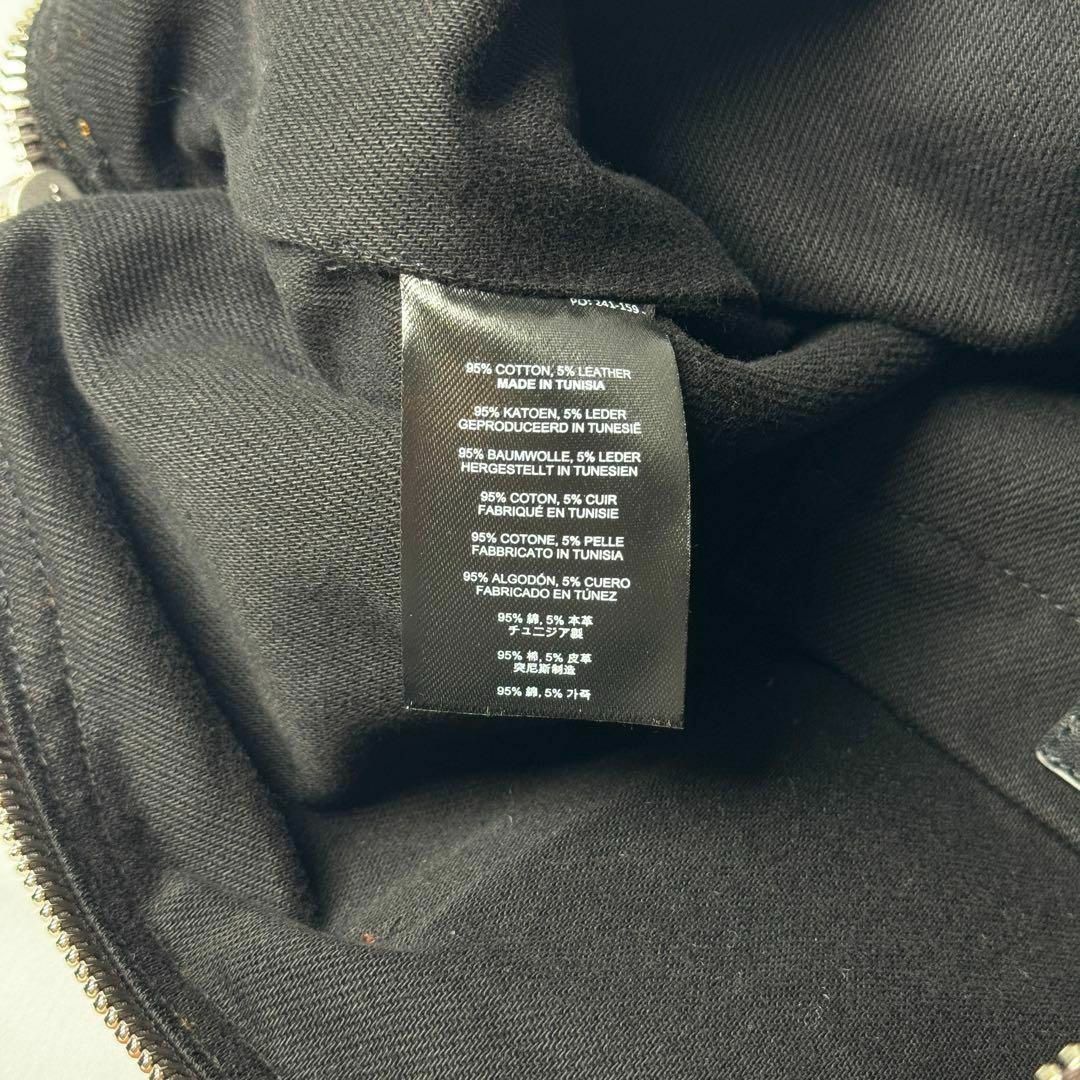 PO: 241-159
95% COTTON, 5% LEATHER
MADE IN TUNISIA
95% KATOEN, 5% LEDER
GEPRODUCEERD IN TUNESIË
95% BAUMWOLLE, 5% LEDER
HERGESTELLT IN TUNESIEN
95% COTON, 5% CUIR
FABRIQUÉ EN TUNISIE
95% COTONE, 5% PELLE
FABBRICATO IN TUNISIA
95% ALGODÓN, 5% CUERO
FABRICADO EN TÚNEZ
95% 綿, 5% 本革
チュニジア製
95% 棉, 5% 皮革
突尼斯制造
95% 綿, 5% 가죽